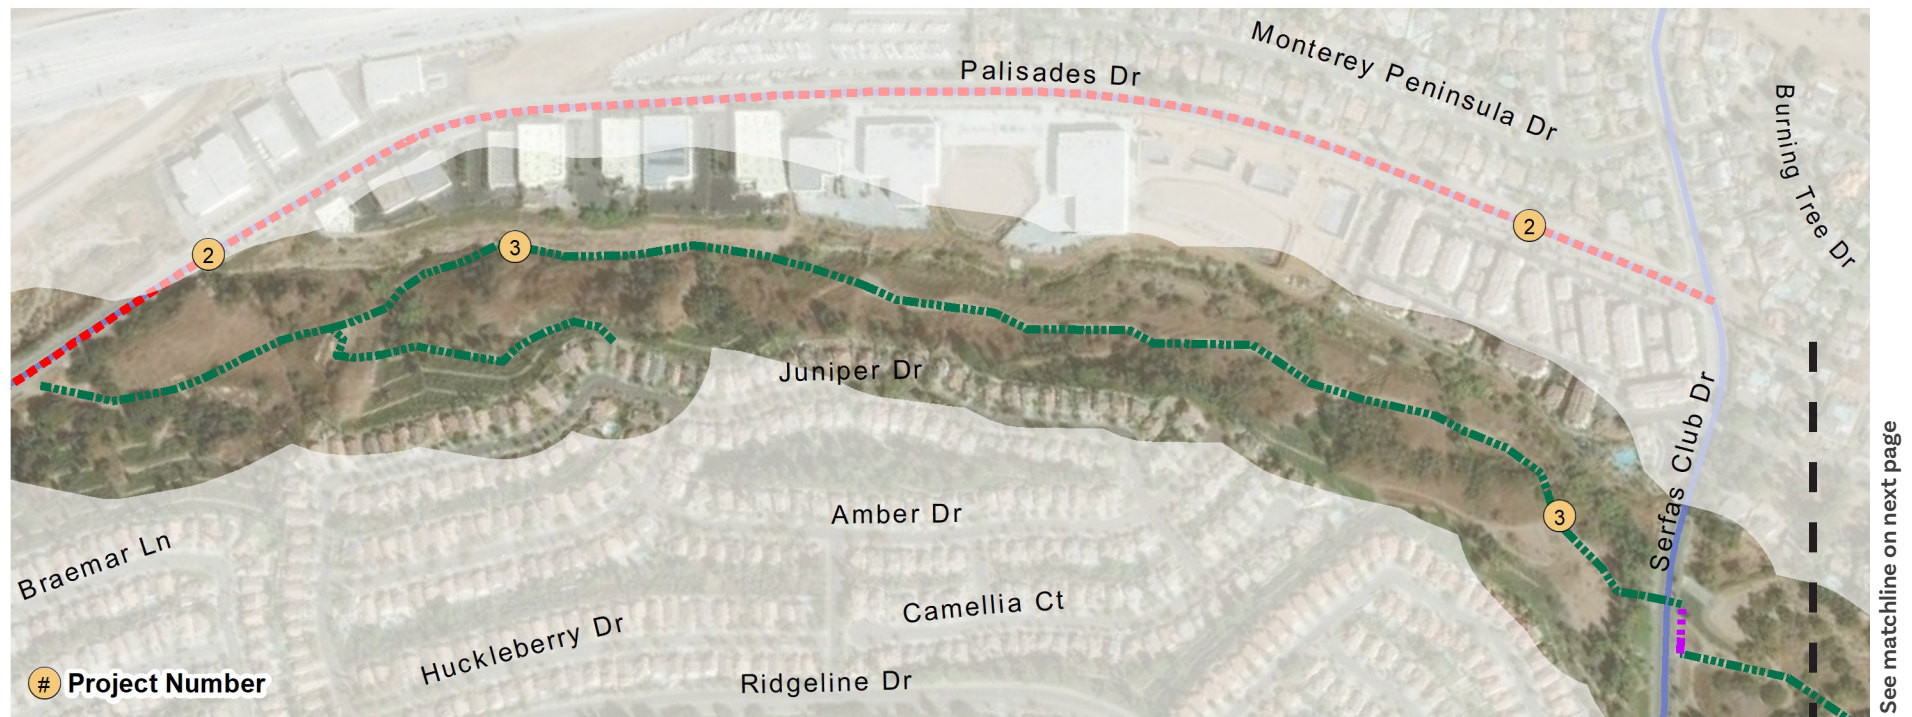 Monterey Peninsula Dr
Palisades Dr
Burning Tree Dr
2
2
3
Juniper Dr
Serfas Club Dr
See matchline on next page
3
Amber Dr
Braemar Ln
Camellia Ct
Huckleberry Dr
Ridgeline Dr
# Project Number